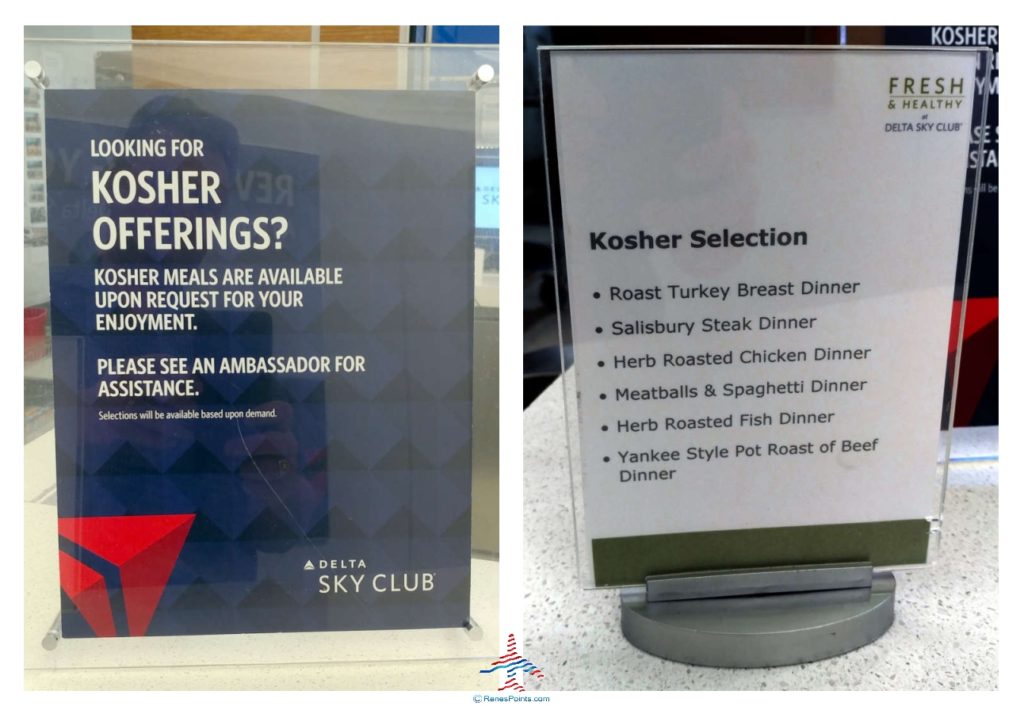 LOOKING FOR
KOSHER
OFFERINGS?
KOSHER MEALS ARE AVAILABLE
UPON REQUEST FOR YOUR
ENJOYMENT.
PLEASE SEE AN AMBASSADOR FOR
ASSISTANCE.
Selections will be available based upon demand.
DELTA
SKY CLUB®
FRESH
& HEALTHY
at
DELTA SKY CLUB®
Kosher Selection
• Roast Turkey Breast Dinner
• Salisbury Steak Dinner
• Herb Roasted Chicken Dinner
• Meatballs & Spaghetti Dinner
• Herb Roasted Fish Dinner
• Yankee Style Pot Roast of Beef
Dinner
KOSHER
© RenesPoints.com